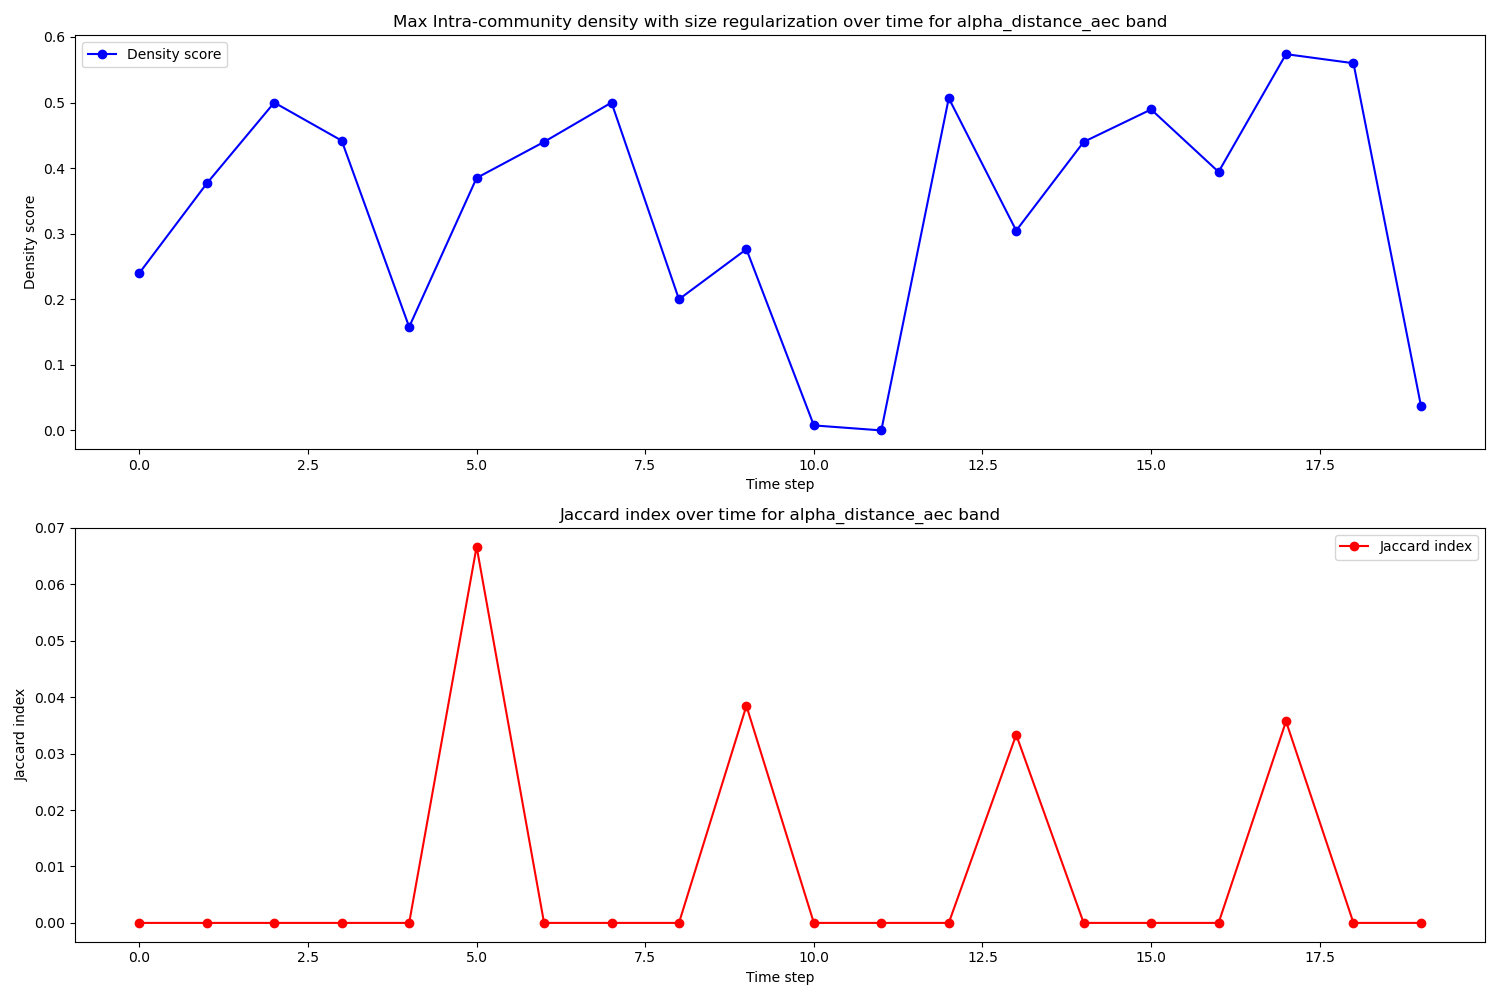 Max Intra-community density with size regularization over time for alpha_distance_aec band
Density score
0.6
0.5
0.4
0.3
0.2
0.1
0.0
Density score
0.0 2.5 5.0 7.5 10.0 12.5 15.0 17.5
Time step
Jaccard index over time for alpha_distance_aec band
Jaccard index
0.07
0.06
0.05
0.04
0.03
0.02
0.01
0.00
Jaccard index
0.0 2.5 5.0 7.5 10.0 12.5 15.0 17.5
Time step